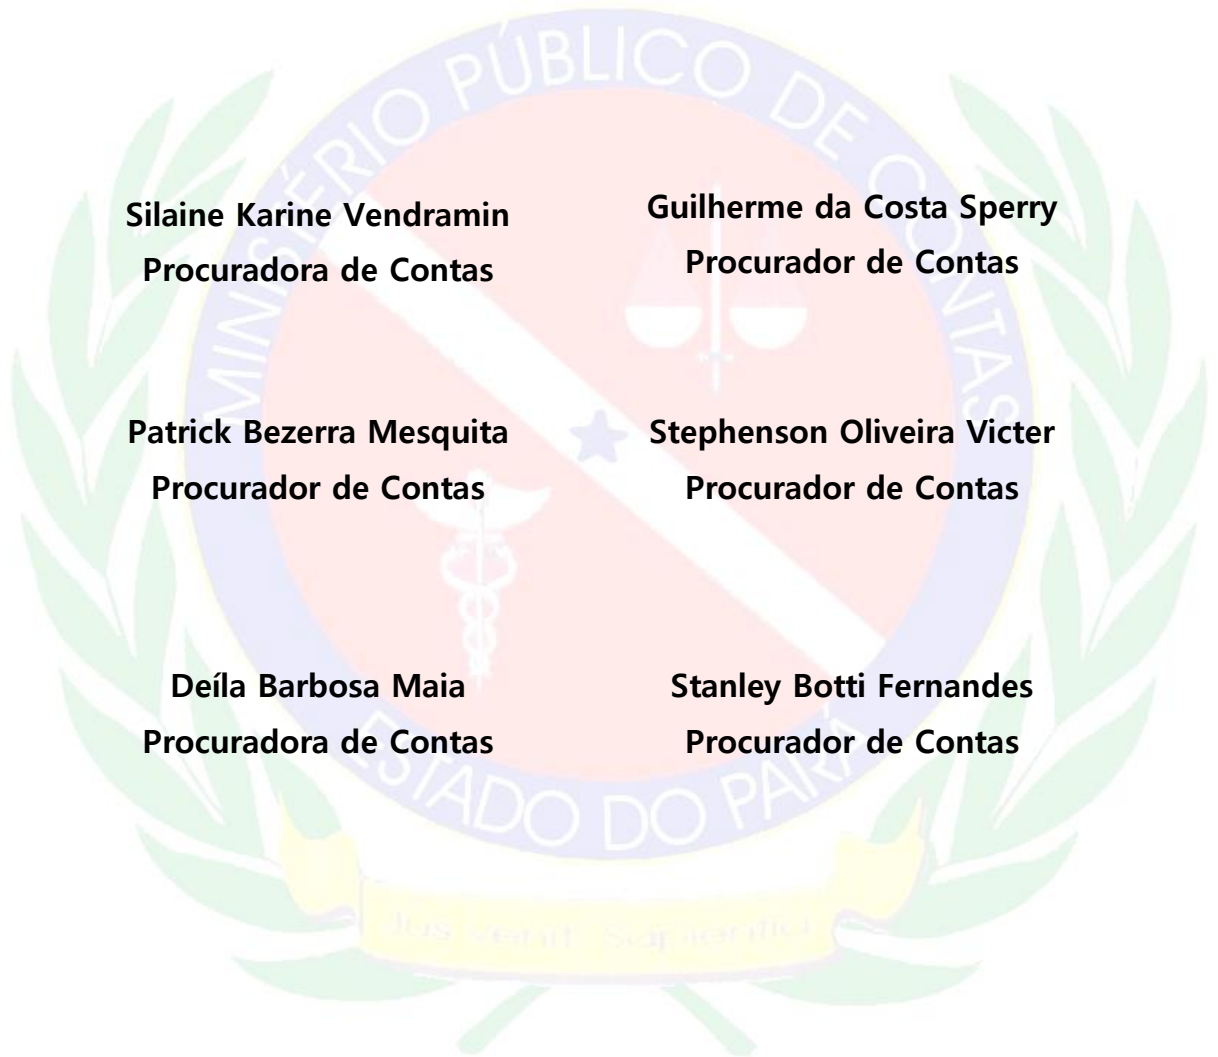 MINISTÉRIO PÚBLICO DE CONTAS
Silaine Karine Vendramin
Procuradora de Contas
Guilherme da Costa Sperry
Procurador de Contas
Patrick Bezerra Mesquita
Procurador de Contas
Stephenson Oliveira Victer
Procurador de Contas
Deíla Barbosa Maia
Procuradora de Contas
Stanley Botti Fernandes
Procurador de Contas
ESTADO DO PARÁ
Jus